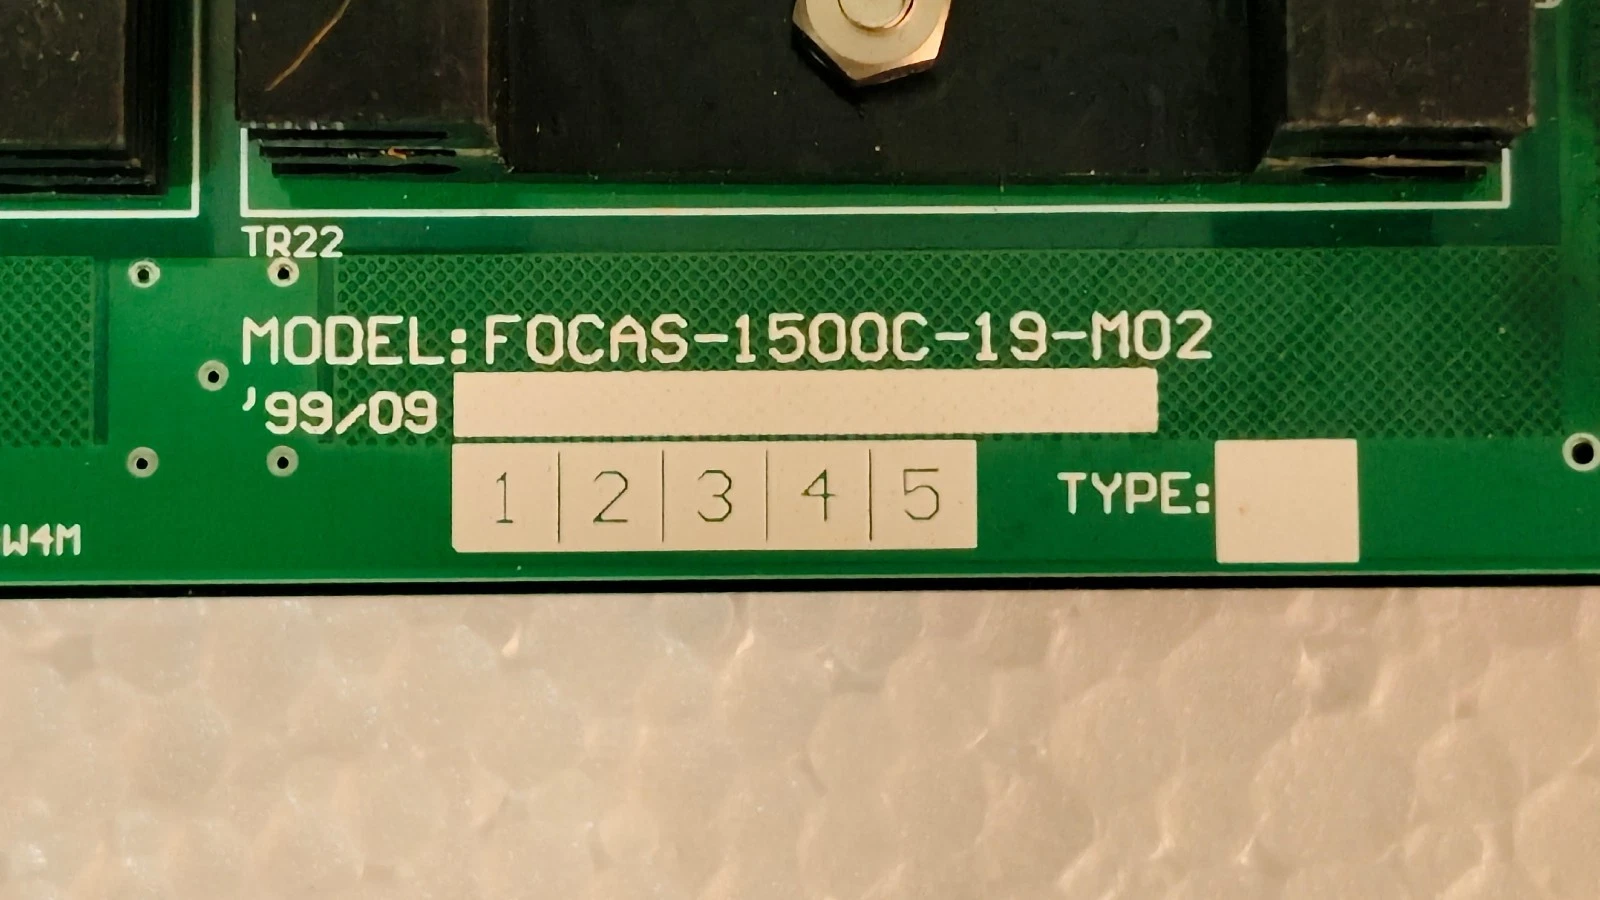 TR22
MODEL:FOCAS-1500C-19-M02
'99/09
1 2 3 4 5
TYPE:
W4M